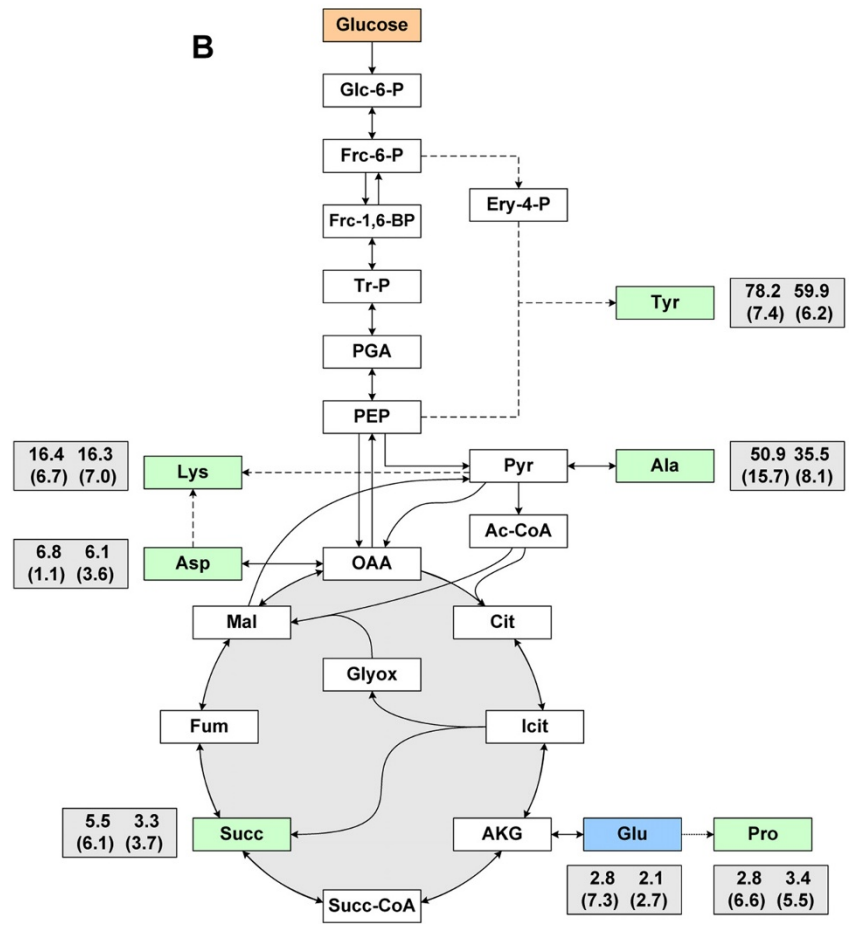 B
Glucose
Glc-6-P
Frc-6-P
Ery-4-P
Frc-1,6-BP
Tr-P
Tyr
78.2 59.9
(7.4) (6.2)
PGA
PEP
16.4 16.3
(6.7) (7.0)
Lys
Pyr
Ala
50.9 35.5
(15.7) (8.1)
Ac-CoA
6.8 6.1
(1.1) (3.6)
Asp
OAA
Mal
Cit
Glyox
Fum
Icit
5.5 3.3
(6.1) (3.7)
Succ
AKG
Glu
Pro
2.8 2.1
(7.3) (2.7)
2.8 3.4
(6.6) (5.5)
Succ-CoA